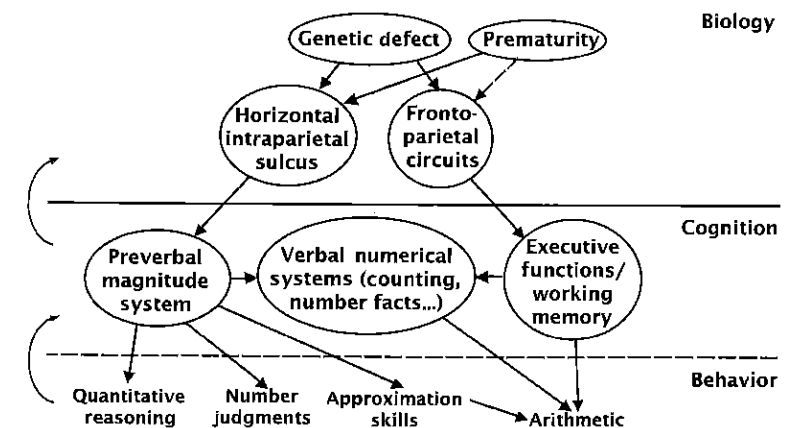 Biology
Genetic defect
Prematurity
Horizontal
intraparietal
sulcus
Fronto-
parietal
circuits
Cognition
Preverbal
magnitude
system
Verbal numerical
systems (counting,
number facts...)
Executive
functions/
working
memory
Behavior
Quantitative
reasoning
Number
judgments
Approximation
skills
Arithmetic